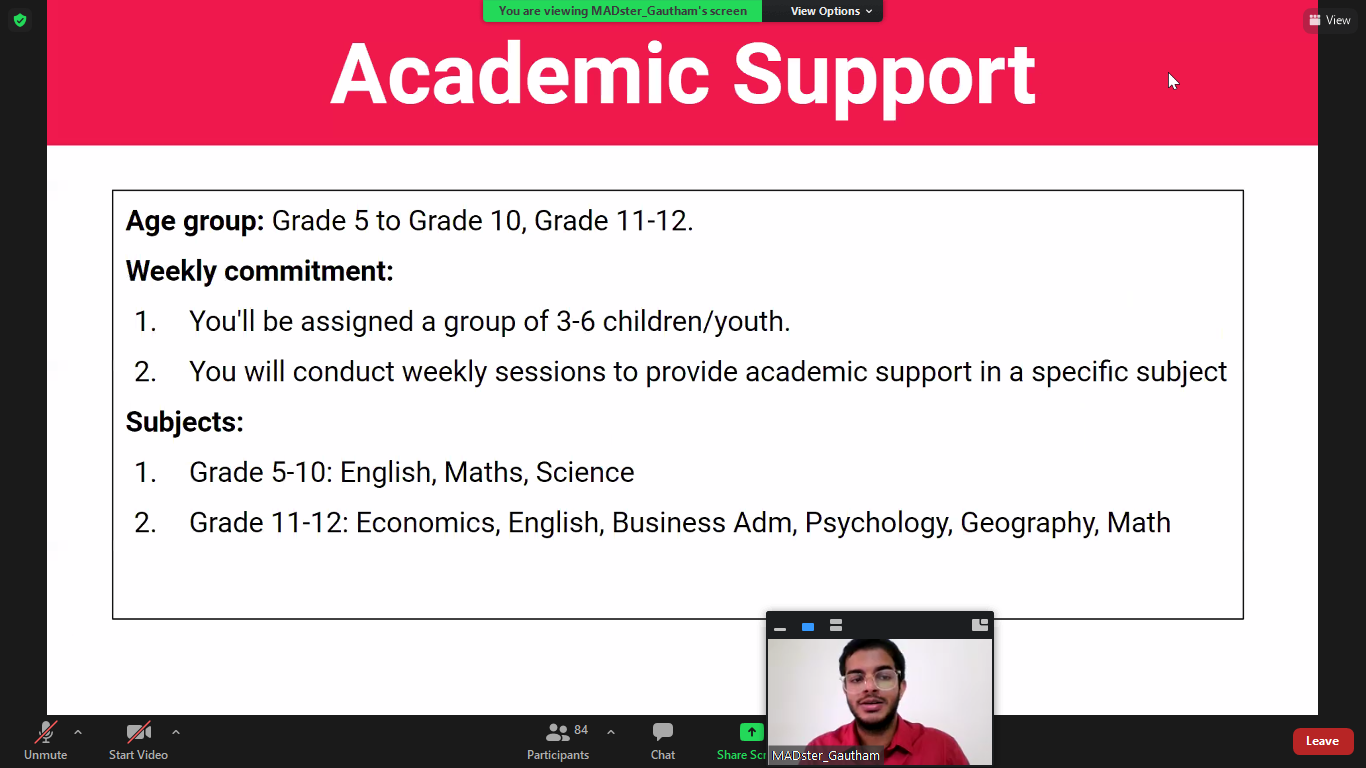 You are viewing MADster_Gautham's screen
View Options
View
Academic Support
Age group: Grade 5 to Grade 10, Grade 11-12.
Weekly commitment:
1. You'll be assigned a group of 3-6 children/youth.
2. You will conduct weekly sessions to provide academic support in a specific subject
Subjects:
1. Grade 5-10: English, Maths, Science
2. Grade 11-12: Economics, English, Business Adm, Psychology, Geography, Math
Unmute
Start Video
Participants
84
Chat
Share Scr
MADster_Gautham
Leave